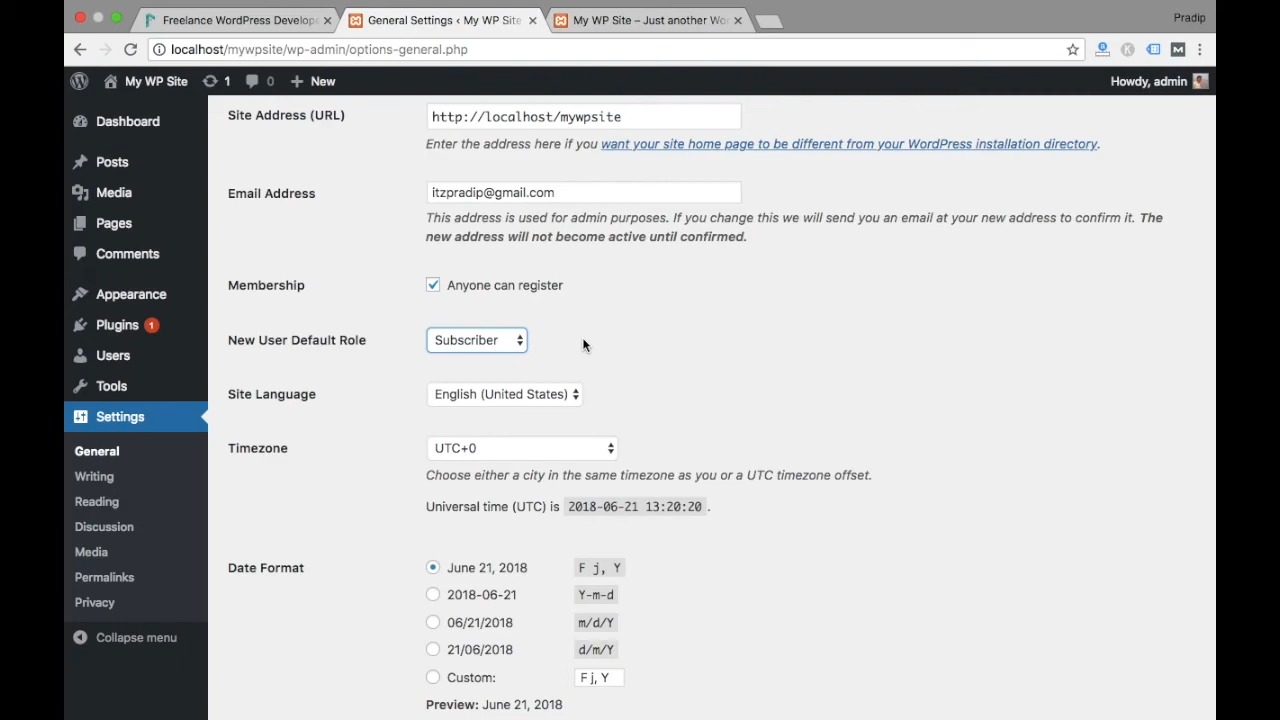 Freelance WordPress Develope
General Settings ‹ My WP Site
My WP Site – Just another Wo
Pradip
localhost/mywpsite/wp-admin/options-general.php
My WP Site
1
0
New
Howdy, admin
Dashboard
Posts
Media
Pages
Comments
Appearance
Plugins 1
Users
Tools
Settings
General
Writing
Reading
Discussion
Media
Permalinks
Privacy
Collapse menu
Site Address (URL)
http://localhost/mywpsite
Enter the address here if you want your site home page to be different from your WordPress installation directory.
Email Address
itzpradip@gmail.com
This address is used for admin purposes. If you change this we will send you an email at your new address to confirm it. The
new address will not become active until confirmed.
Membership
Anyone can register
New User Default Role
Subscriber
Site Language
English (United States)
Timezone
UTC+0
Choose either a city in the same timezone as you or a UTC timezone offset.
Universal time (UTC) is 2018-06-21 13:20:20 .
Date Format
June 21, 2018 F j, Y
2018-06-21 Y-m-d
06/21/2018 m/d/Y
21/06/2018 d/m/Y
Custom: F j, Y
Preview: June 21, 2018